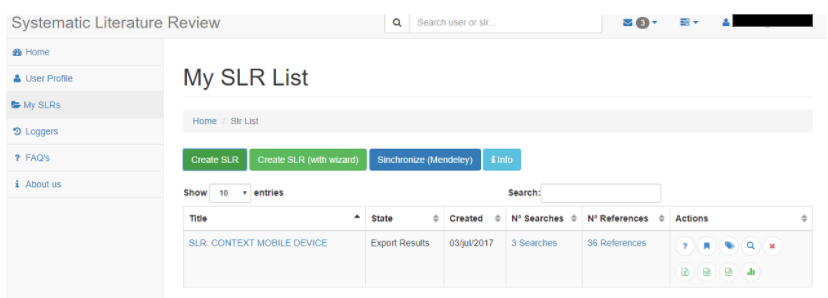 Systematic Literature Review
Search user or slr...
3
Home
User Profile
My SLRs
Loggers
FAQ's
About us
My SLR List
Home / Slr List
Create SLR Create SLR (with wizard) Sinchronize (Mendeley) Info
Show 10 entries Search:
Title State Created Nº Searches Nº References Actions
SLR: CONTEXT MOBILE DEVICE Export Results 03/jul/2017 3 Searches 36 References